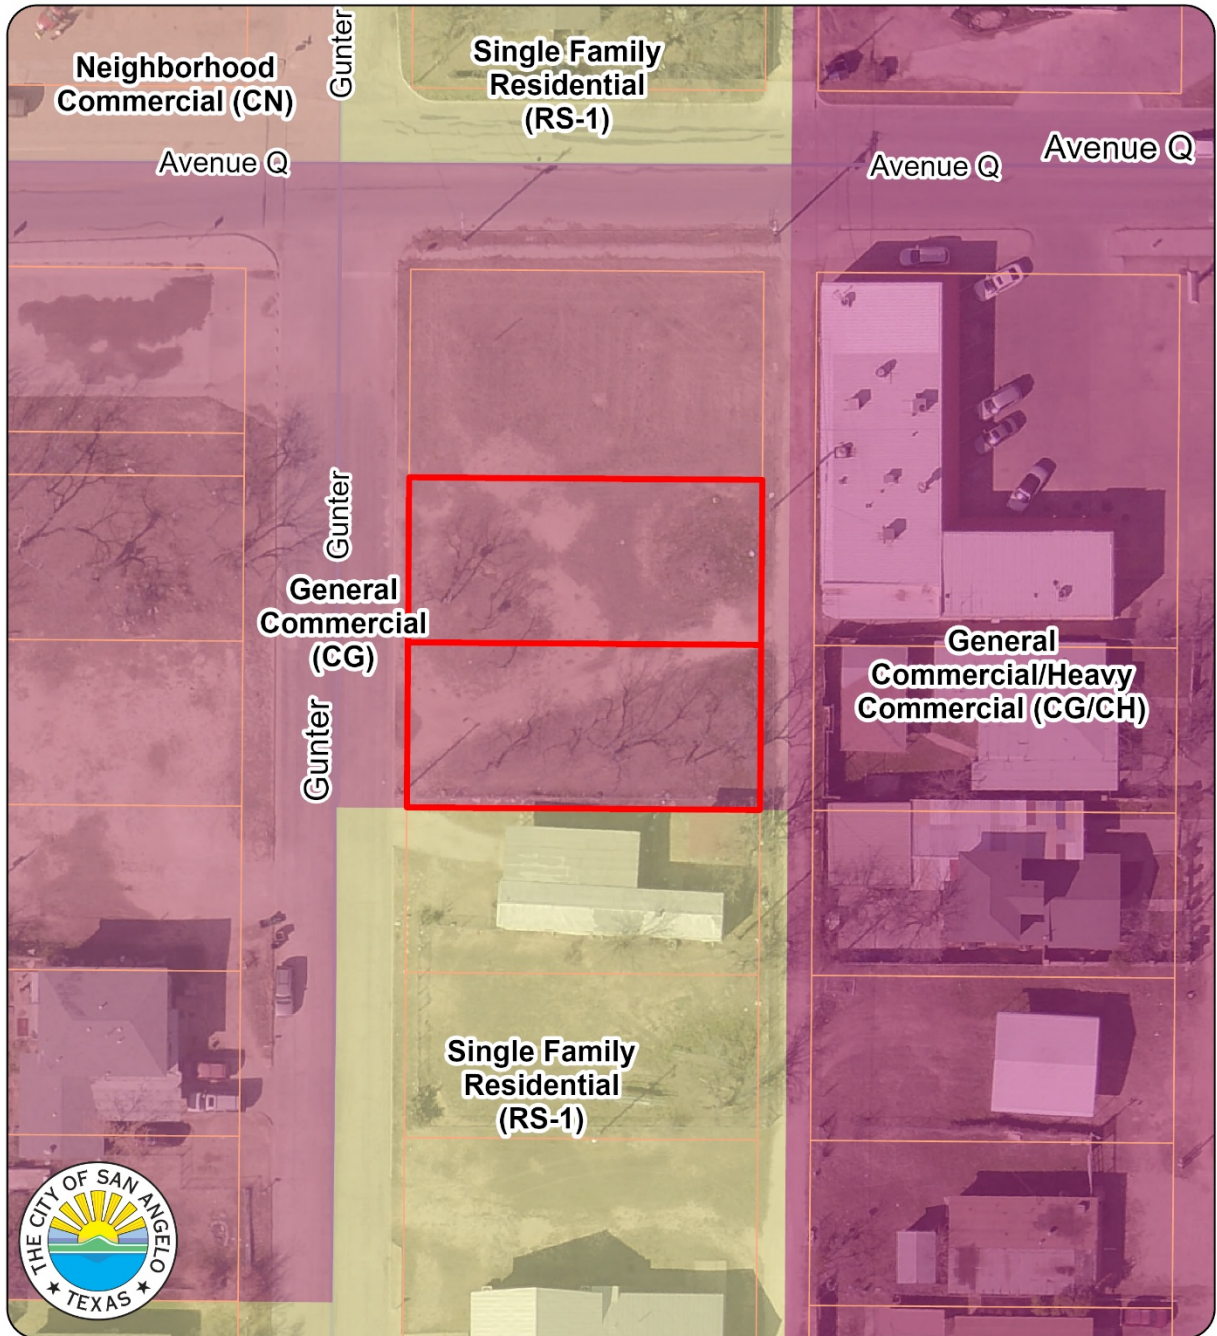 Gunter
Neighborhood
Commercial (CN)
Single Family
Residential
(RS-1)
Avenue Q
Avenue Q
Avenue Q
Gunter
General
Commercial
(CG)
General
Commercial/Heavy
Commercial (CG/CH)
Gunter
Single Family
Residential
(RS-1)
THE CITY OF SAN ANGELO
TEXAS